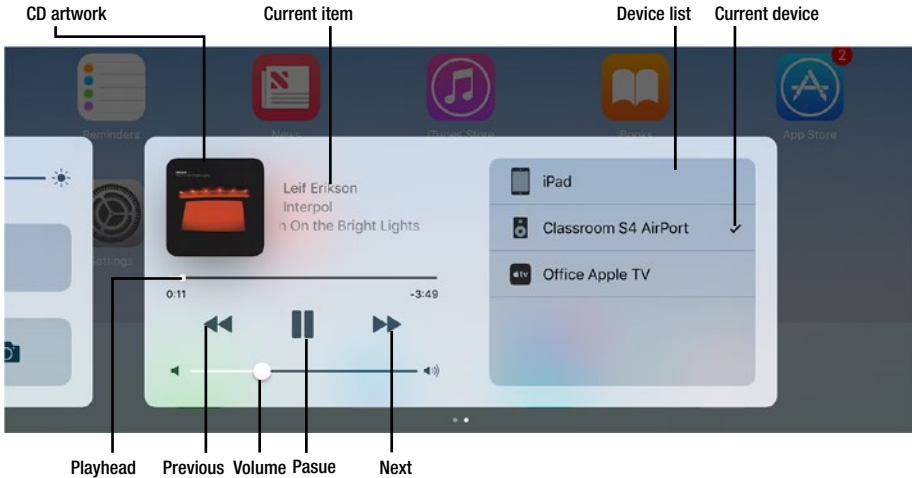 CD artwork
Current item
Device list
Current device
2
Reminders
News
iTunes Store
iBooks
App Store
Leif Erikson
Interpol
n On the Bright Lights
iPad
Classroom S4 AirPort
tv
Office Apple TV
Settings
0:11
-3:49
Playhead
Previous
Volume
Pasue
Next